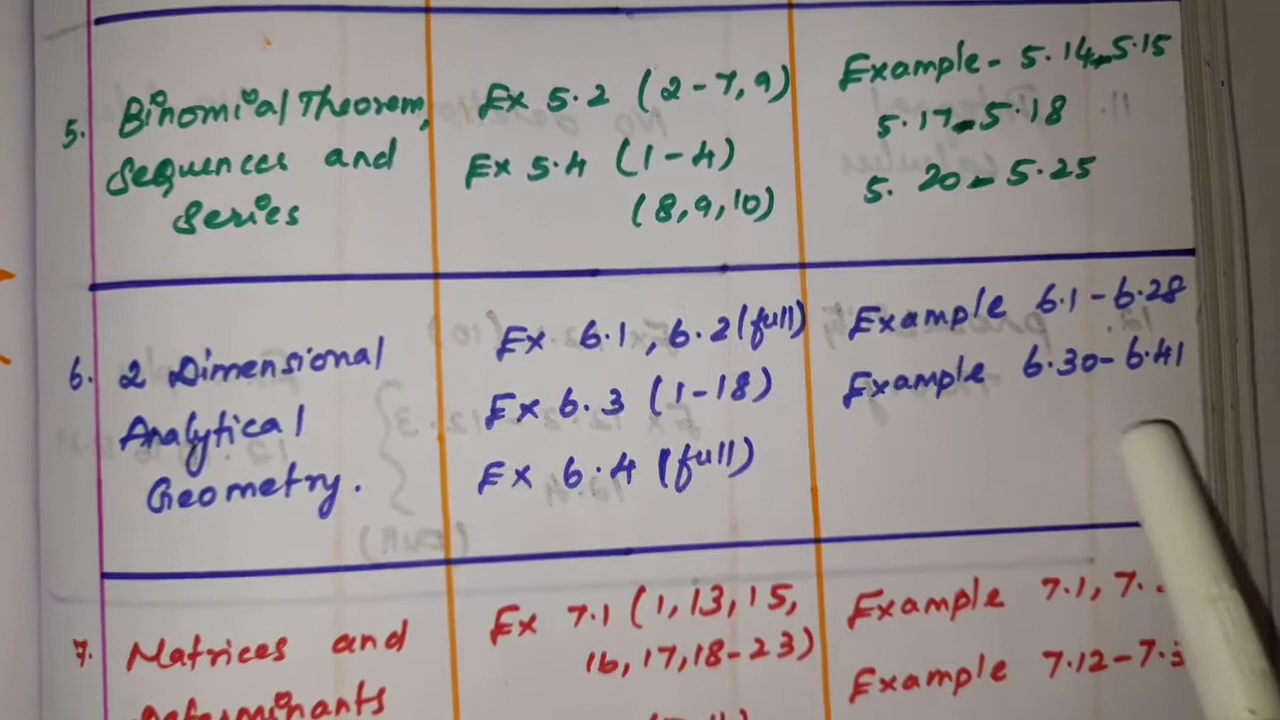 5. Binomial Theorem,
Sequences and
Series
Ex 5.2 (2-7, 9)
Ex 5.4 (1-4)
(8, 9, 10)
Example - 5.14-5.15
5.17-5.18
5.20-5.25
6. 2 Dimensional
Analytical
Geometry.
Ex 6.1, 6.2 (full)
Ex 6.3 (1-18)
Ex 6.4 (full)
Example 6.1-6.28
Example 6.30-6.41
7. Matrices and
Determinants
Ex 7.1 (1, 13, 15,
16, 17, 18-23)
Example 7.1, 7.
Example 7.12-7.3